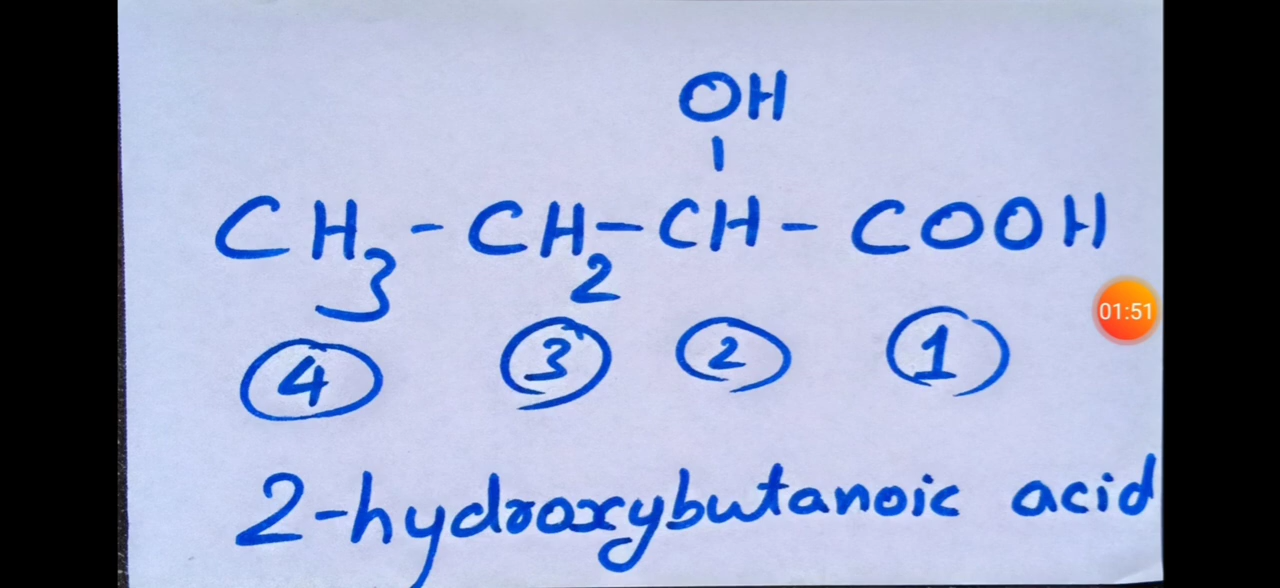 OH
CH3 - CH2 - CH - COOH
4 3 2 1
01:51
2-hydroxybutanoic acid